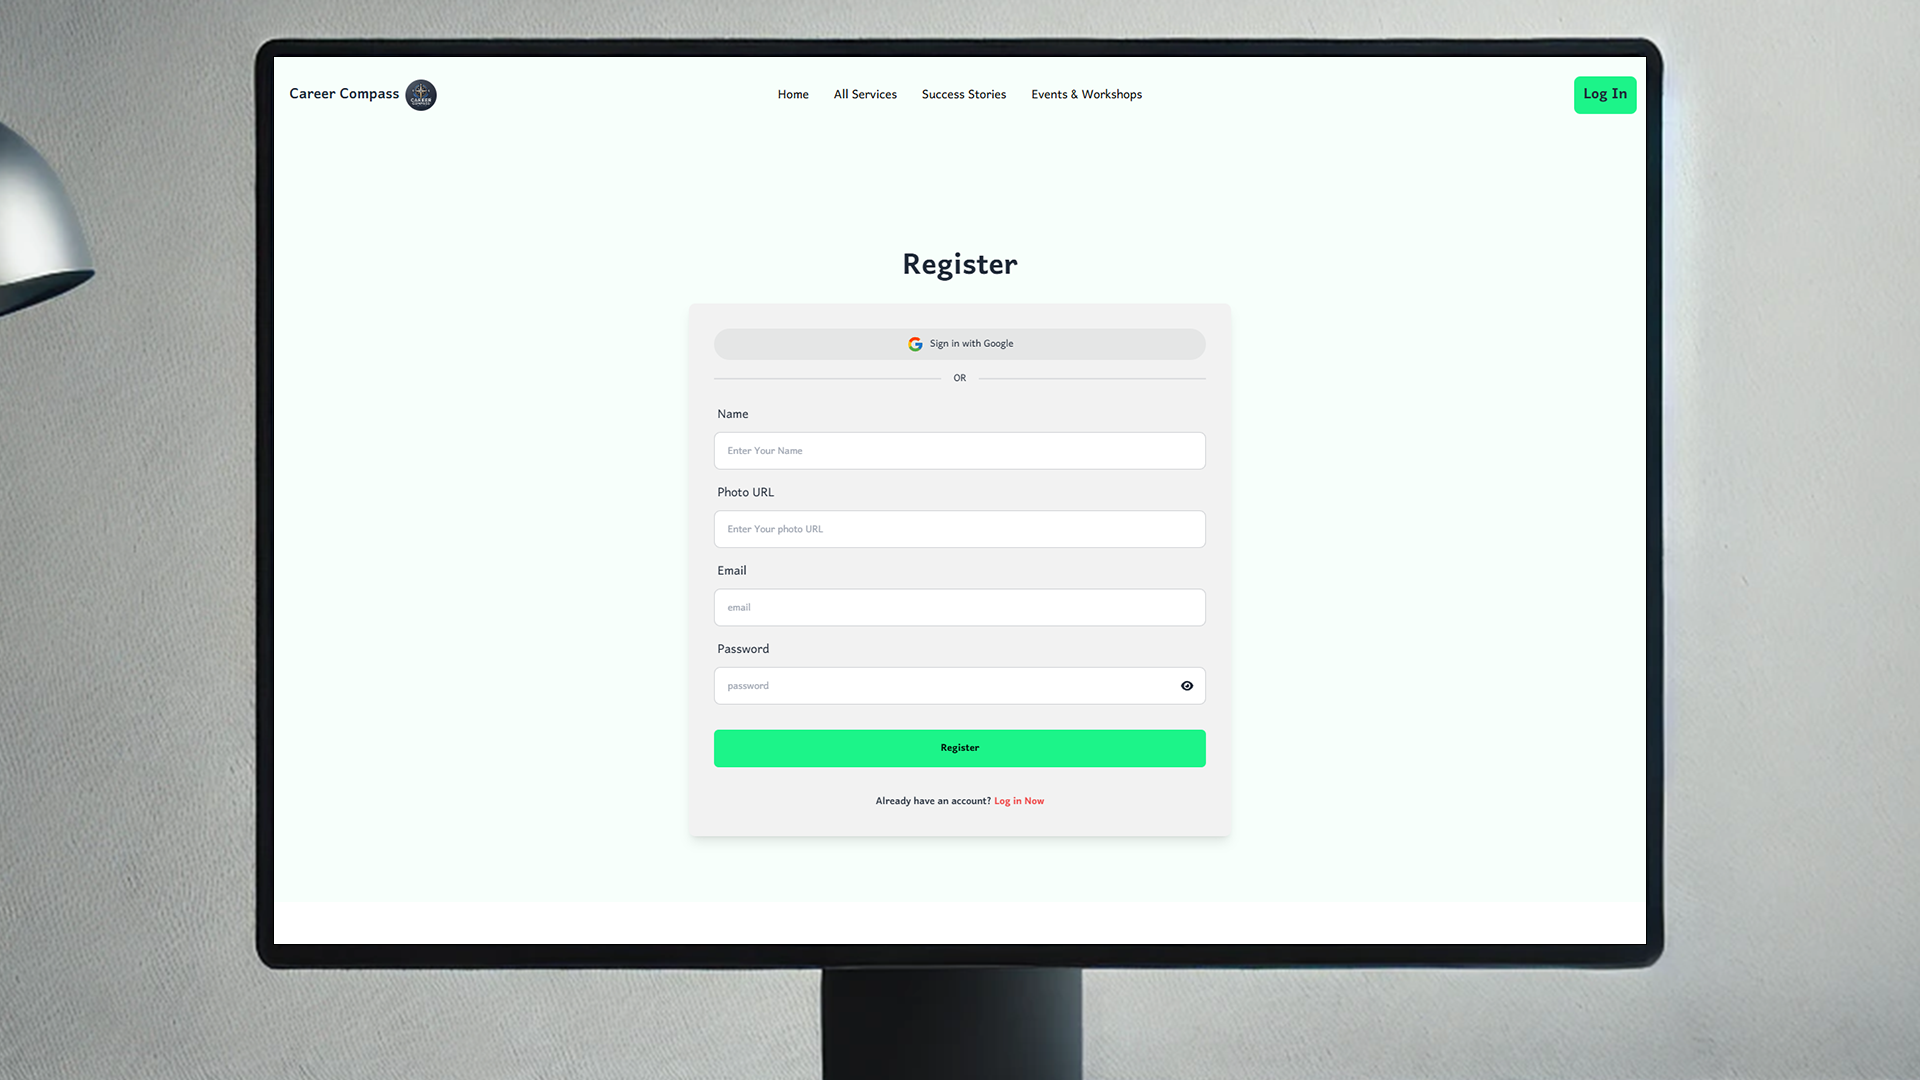 Career Compass
CAREER
Home All Services Success Stories Events & Workshops
Log In
Register
Sign in with Google
OR
Name
Enter Your Name
Photo URL
Enter Your photo URL
Email
email
Password
password
Register
Already have an account? Log in Now